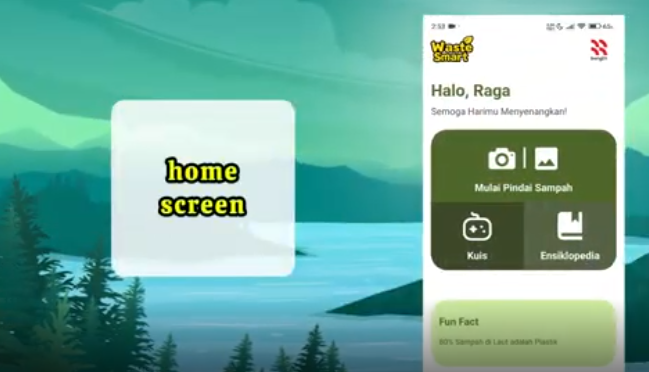 home
screen
2:53
Waste
Smart
Halo, Raga
Semoga Harimu Menyenangkan!
Mulai Pindai Sampah
Kuis
Ensiklopedia
Fun Fact
80% Sampah di Laut adalah Plastik